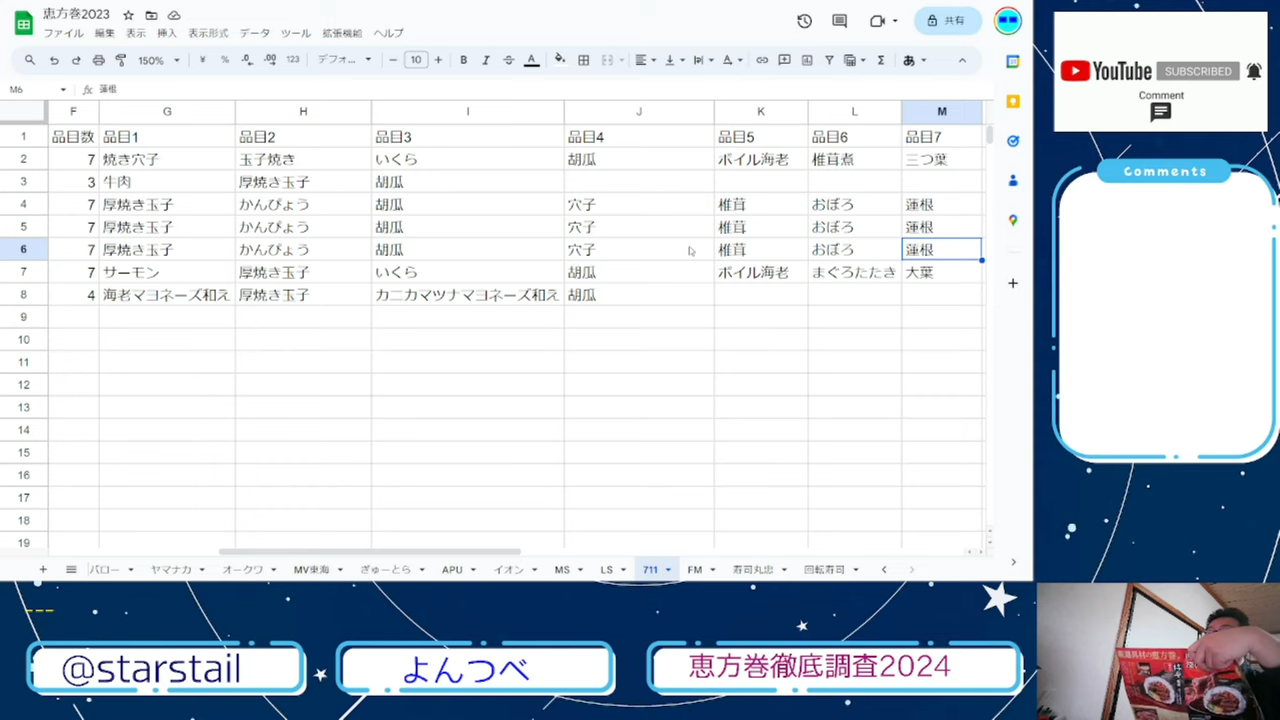 恵方巻2023
ファイル 編集 表示 挿入 表示形式 データ ツール 拡張機能 ヘルプ
共有
150% ¥ % .0 .00 123 デフォ... 10 B I A あ
M6 fx 蓮根
F G H I J K L M
1 品目数 品目1 品目2 品目3 品目4 品目5 品目6 品目7
2 7 焼き穴子 玉子焼き いくら 胡瓜 ボイル海老 椎茸煮 三つ葉
3 3 牛肉 厚焼き玉子 胡瓜
4 7 厚焼き玉子 かんぴょう 胡瓜 穴子 椎茸 おぼろ 蓮根
5 7 厚焼き玉子 かんぴょう 胡瓜 穴子 椎茸 おぼろ 蓮根
6 7 厚焼き玉子 かんぴょう 胡瓜 穴子 椎茸 おぼろ 蓮根
7 7 サーモン 厚焼き玉子 いくら 胡瓜 ボイル海老 まぐろたたき 大葉
8 4 海老マヨネーズ和え 厚焼き玉子 カニカマツナマヨネーズ和え 胡瓜
9
10
11
12
13
14
15
16
17
18
19
バロー ヤマナカ オークワ MV東海 ぎゅーとら APU イオン MS LS 711 FM 寿司丸忠 回転寿司
YouTube SUBSCRIBED
Comment
Comments
@starstail
よんつべ
恵方巻徹底調査2024